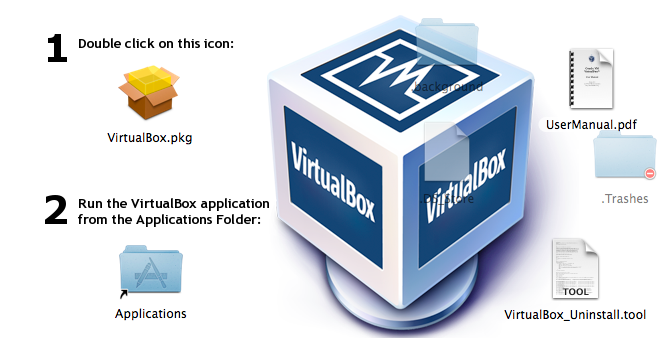 1 Double click on this icon:
VirtualBox.pkg
2 Run the VirtualBox application
from the Applications Folder:
Applications
.background
VirtualBox
VirtualBox
.DS_Store
UserManual.pdf
.Trashes
TOOL
VirtualBox_Uninstall.tool